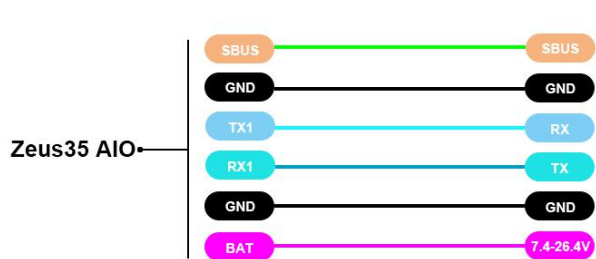 SBUS SBUS
GND GND
TX1 RX
Zeus35 AIO
RX1 TX
GND GND
BAT 7.4-26.4V